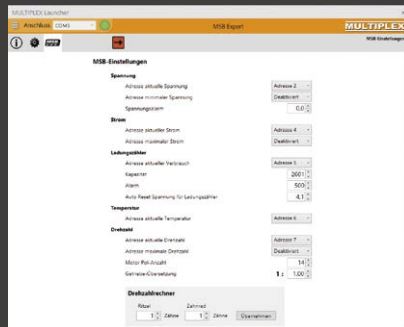 MULTIPLEX Launcher
Anschluss COM3 MSB Expert MULTIPLEX
MSB Einstellungen
MSB-Einstellungen
Spannung
Adresse aktuelle Spannung Adresse 2
Adresse minimaler Spannung Deaktiviert
Spannungsalarm 0,0
Strom
Adresse aktueller Strom Adresse 4
Adresse maximaler Strom Deaktiviert
Ladungszähler
Adresse aktueller Verbrauch Adresse 5
Kapazität 2601
Alarm 500
Auto Reset Spannung für Ladungszähler 4,1
Temperatur
Adresse aktuelle Temperatur Adresse 6
Drehzahl
Adresse aktuelle Drehzahl Adresse 7
Adresse maximale Drehzahl Deaktiviert
Motor Pol-Anzahl 14
Getriebe-Übersetzung 1 : 1,00
Drehzahlrechner
Ritzel Zahnrad
1 Zähne 1 Zähne Übernehmen